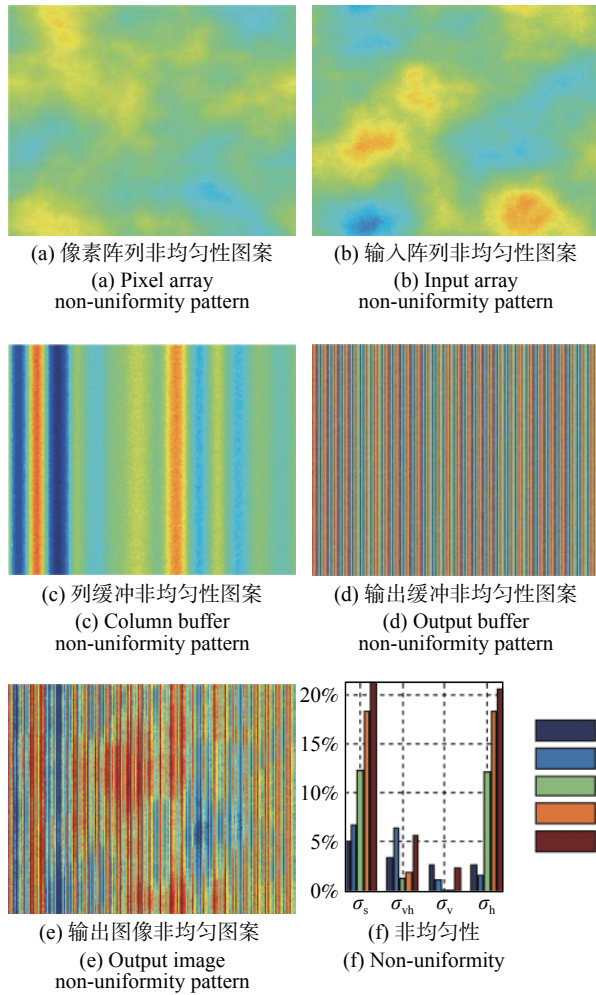 (a) 像素阵列非均匀性图案
(a) Pixel array
non-uniformity pattern
(b) 输入阵列非均匀性图案
(b) Input array
non-uniformity pattern
(c) 列缓冲非均匀性图案
(c) Column buffer
non-uniformity pattern
(d) 输出缓冲非均匀性图案
(d) Output buffer
non-uniformity pattern
20%
15%
10%
5%
0%
σs σvh σv σh
(e) 输出图像非均匀图案
(e) Output image
non-uniformity pattern
(f) 非均匀性
(f) Non-uniformity